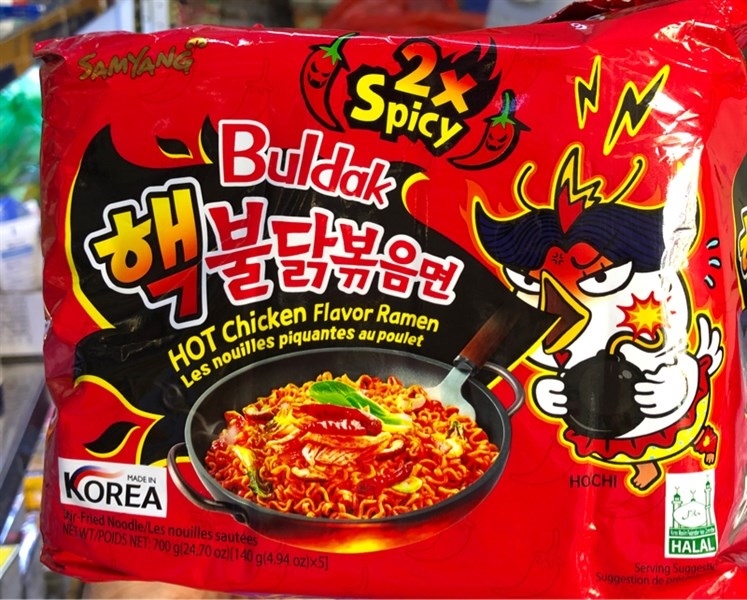 SAMYANG
2x
Spicy
Buldak
핵불닭볶음면
HOT Chicken Flavor Ramen
Les nouilles piquantes au poulet
MADE IN
KOREA
HOCHI
Stir-Fried Noodle/Les nouilles sautées
NET WT/POIDS NET: 700 g(24.70 oz)[140 g(4.94 oz)×5]
حلال
HALAL
Serving Suggestion
Suggestion de